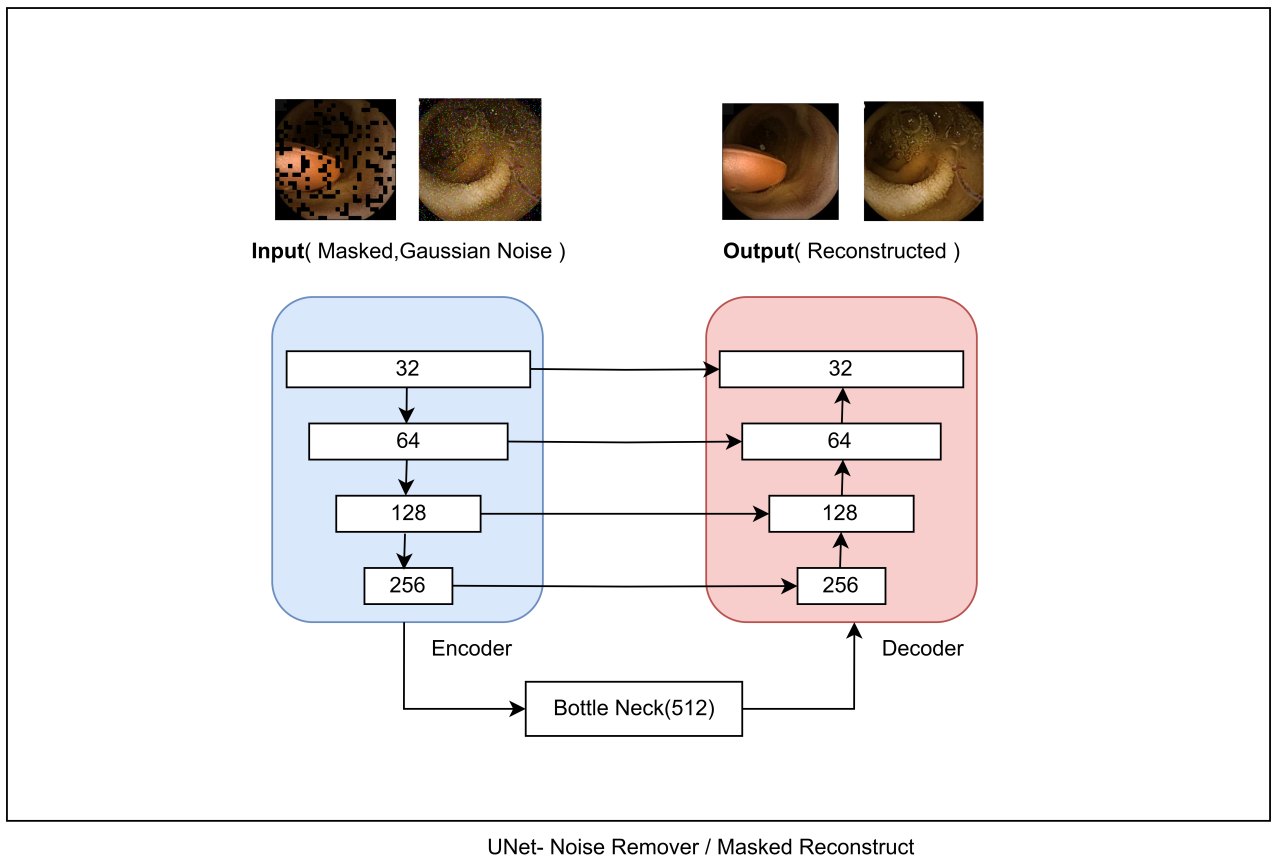 Input( Masked,Gaussian Noise )
Output( Reconstructed )
32
32
64
64
128
128
256
256
Encoder
Decoder
Bottle Neck(512)
UNet- Noise Remover / Masked Reconstruct